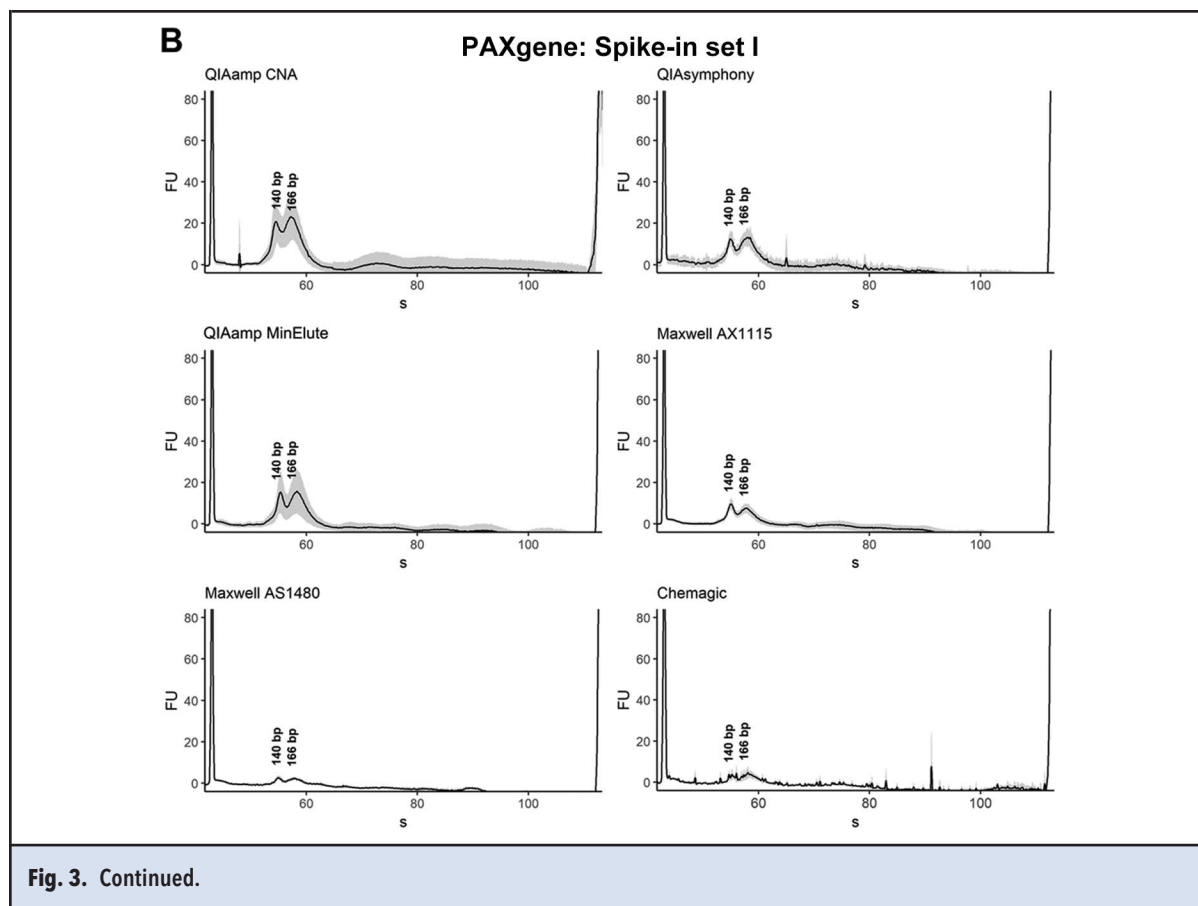 B
PAXgene: Spike-in set I
QIAamp CNA
80
60
40
20
0
FU
140 bp
166 bp
60
80
100
s
QIAsymphony
80
60
40
20
0
FU
140 bp
166 bp
60
80
100
s
QIAamp MinElute
80
60
40
20
0
FU
140 bp
166 bp
60
80
100
s
Maxwell AX1115
80
60
40
20
0
FU
140 bp
166 bp
60
80
100
s
Maxwell AS1480
80
60
40
20
0
FU
140 bp
166 bp
60
80
100
s
Chemagic
80
60
40
20
0
FU
140 bp
166 bp
60
80
100
s
Fig. 3. Continued.